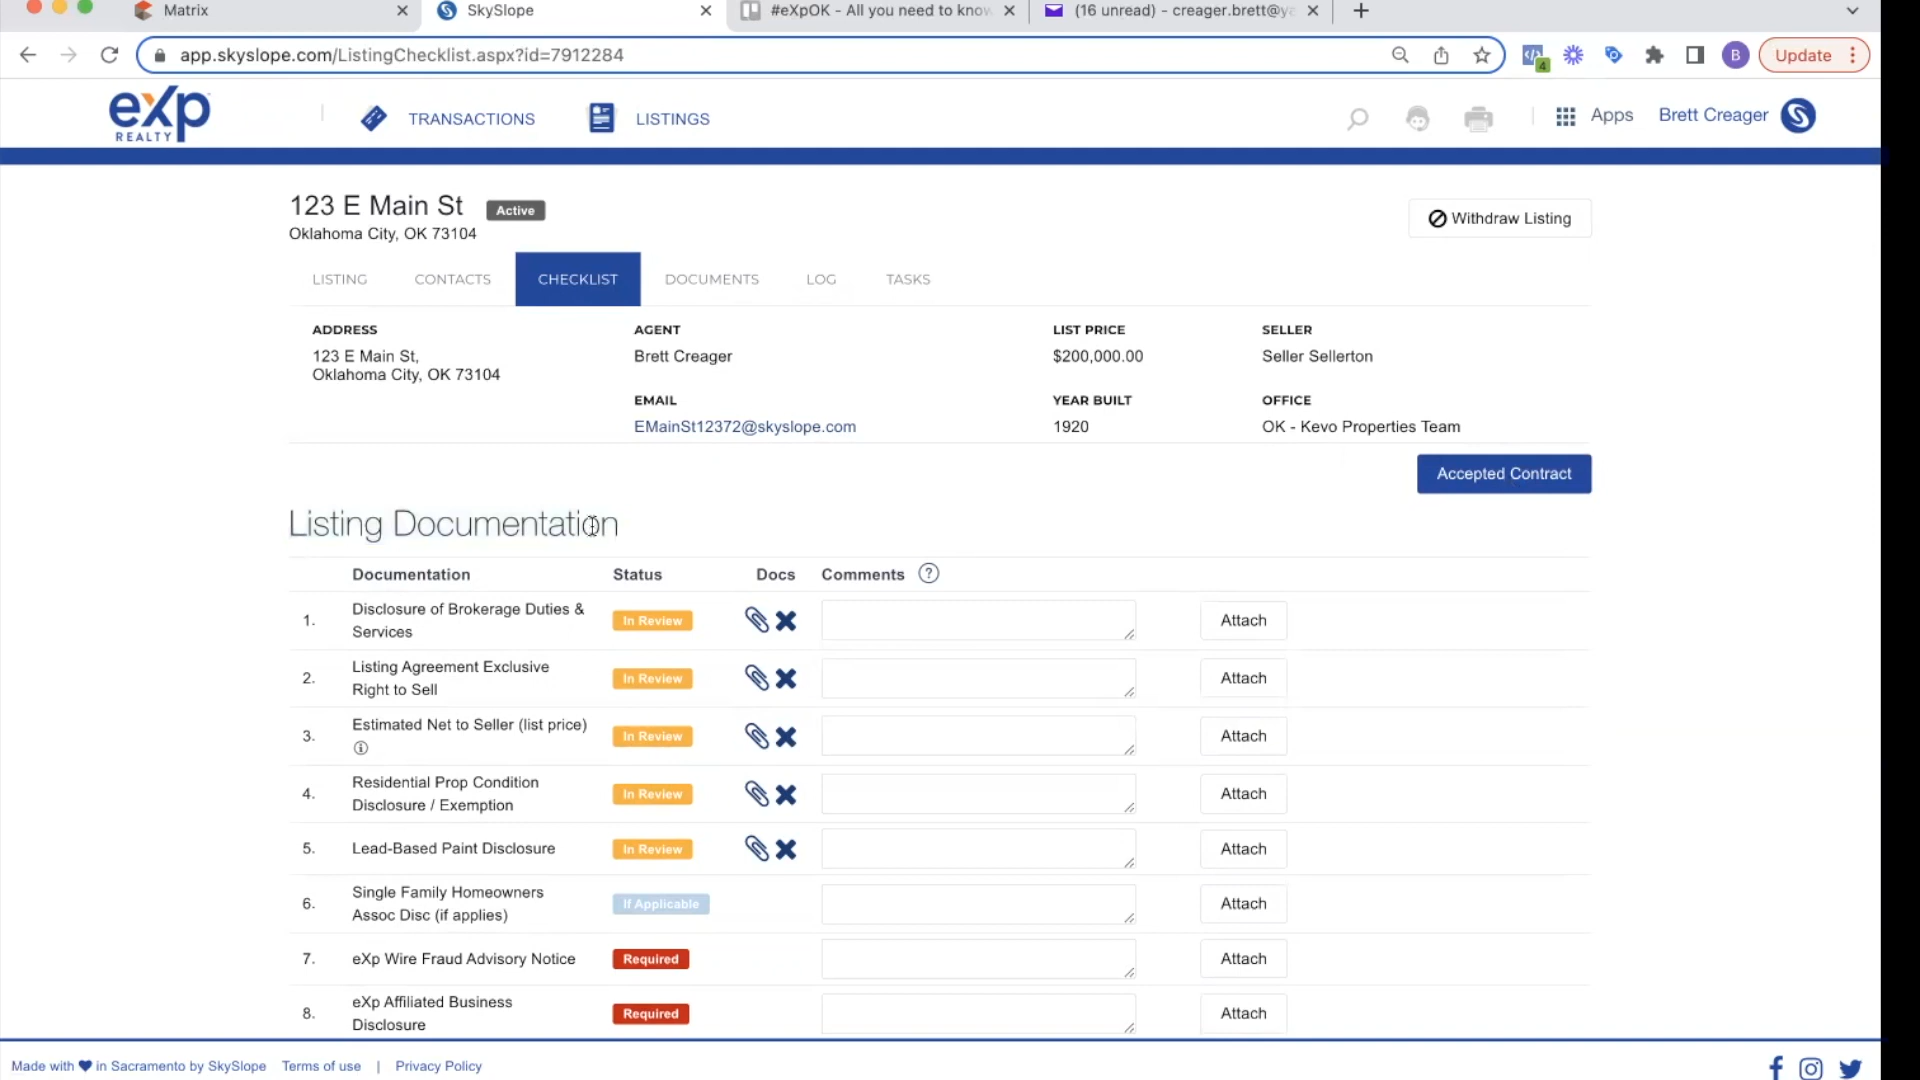 Matrix
SkySlope
#eXpOK - All you need to know
(16 unread) - creager.brett@ya
app.skyslope.com/ListingChecklist.aspx?id=7912284
4
B
Update
eXp
REALTY
TRANSACTIONS
LISTINGS
Apps
Brett Creager
123 E Main St
Active
Oklahoma City, OK 73104
Withdraw Listing
LISTING
CONTACTS
CHECKLIST
DOCUMENTS
LOG
TASKS
ADDRESS
AGENT
LIST PRICE
SELLER
123 E Main St,
Oklahoma City, OK 73104
Brett Creager
$200,000.00
Seller Sellerton
EMAIL
YEAR BUILT
OFFICE
EMainSt12372@skyslope.com
1920
OK - Kevo Properties Team
Accepted Contract
Listing Documentation
Documentation
Status
Docs
Comments
?
1.
Disclosure of Brokerage Duties &
Services
In Review
Attach
2.
Listing Agreement Exclusive
Right to Sell
In Review
Attach
3.
Estimated Net to Seller (list price)
In Review
Attach
4.
Residential Prop Condition
Disclosure / Exemption
In Review
Attach
5.
Lead-Based Paint Disclosure
In Review
Attach
6.
Single Family Homeowners
Assoc Disc (if applies)
If Applicable
Attach
7.
eXp Wire Fraud Advisory Notice
Required
Attach
8.
eXp Affiliated Business
Disclosure
Required
Attach
Made with ♥ in Sacramento by SkySlope
Terms of use
|
Privacy Policy